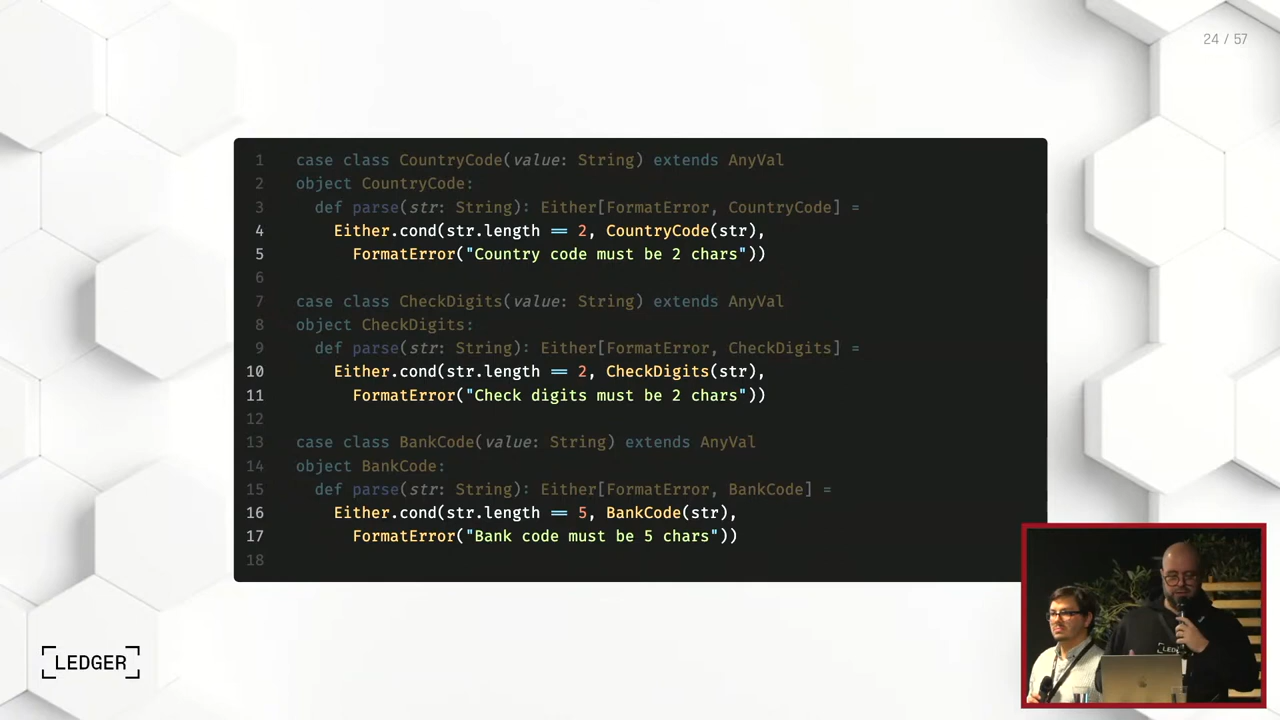 24 / 57
1 case class CountryCode(value: String) extends AnyVal
2 object CountryCode:
3 def parse(str: String): Either[FormatError, CountryCode] =
4 Either.cond(str.length == 2, CountryCode(str),
5 FormatError("Country code must be 2 chars"))
6
7 case class CheckDigits(value: String) extends AnyVal
8 object CheckDigits:
9 def parse(str: String): Either[FormatError, CheckDigits] =
10 Either.cond(str.length == 2, CheckDigits(str),
11 FormatError("Check digits must be 2 chars"))
12
13 case class BankCode(value: String) extends AnyVal
14 object BankCode:
15 def parse(str: String): Either[FormatError, BankCode] =
16 Either.cond(str.length == 5, BankCode(str),
17 FormatError("Bank code must be 5 chars"))
18
[LEDGER]